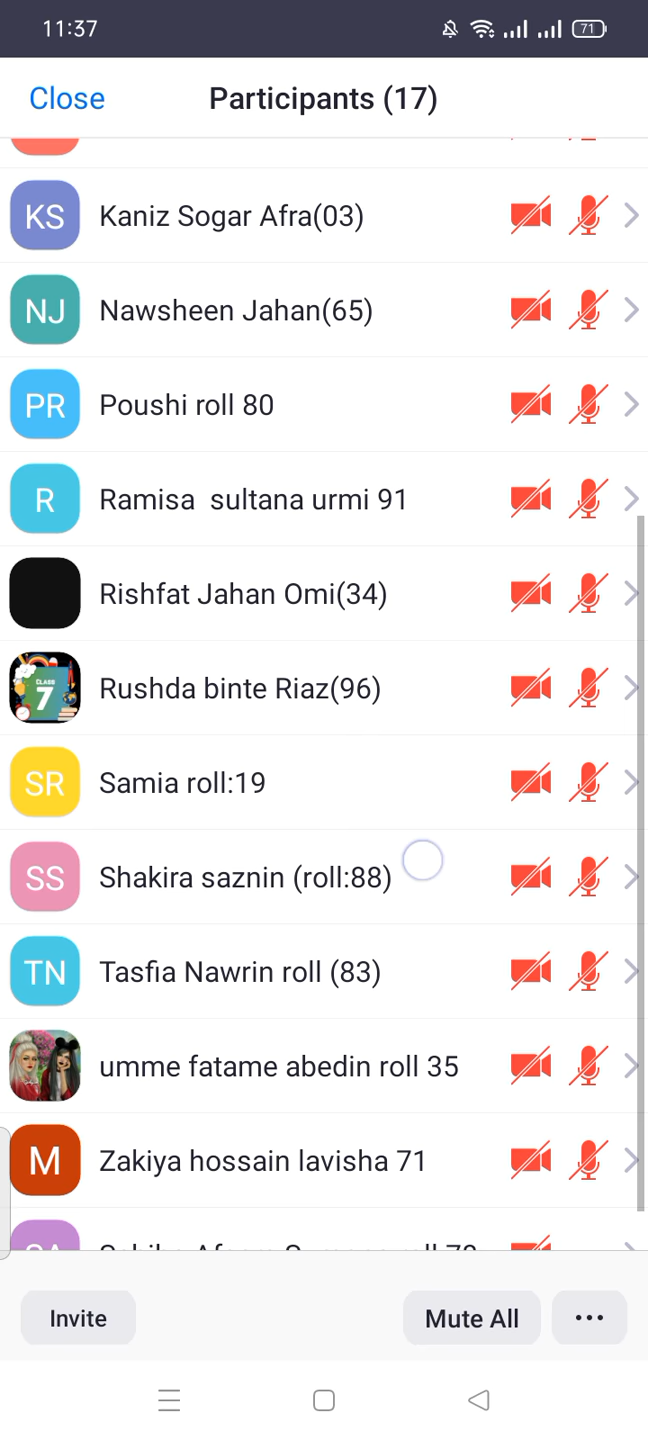 11:37
71
Close
Participants (17)
KS
Kaniz Sogar Afra(03)
NJ
Nawsheen Jahan(65)
PR
Poushi roll 80
R
Ramisa  sultana urmi 91
Rishfat Jahan Omi(34)
CLASS
7
Rushda binte Riaz(96)
SR
Samia roll:19
SS
Shakira saznin (roll:88)
TN
Tasfia Nawrin roll (83)
umme fatame abedin roll 35
M
Zakiya hossain lavisha 71
Invite
Mute All